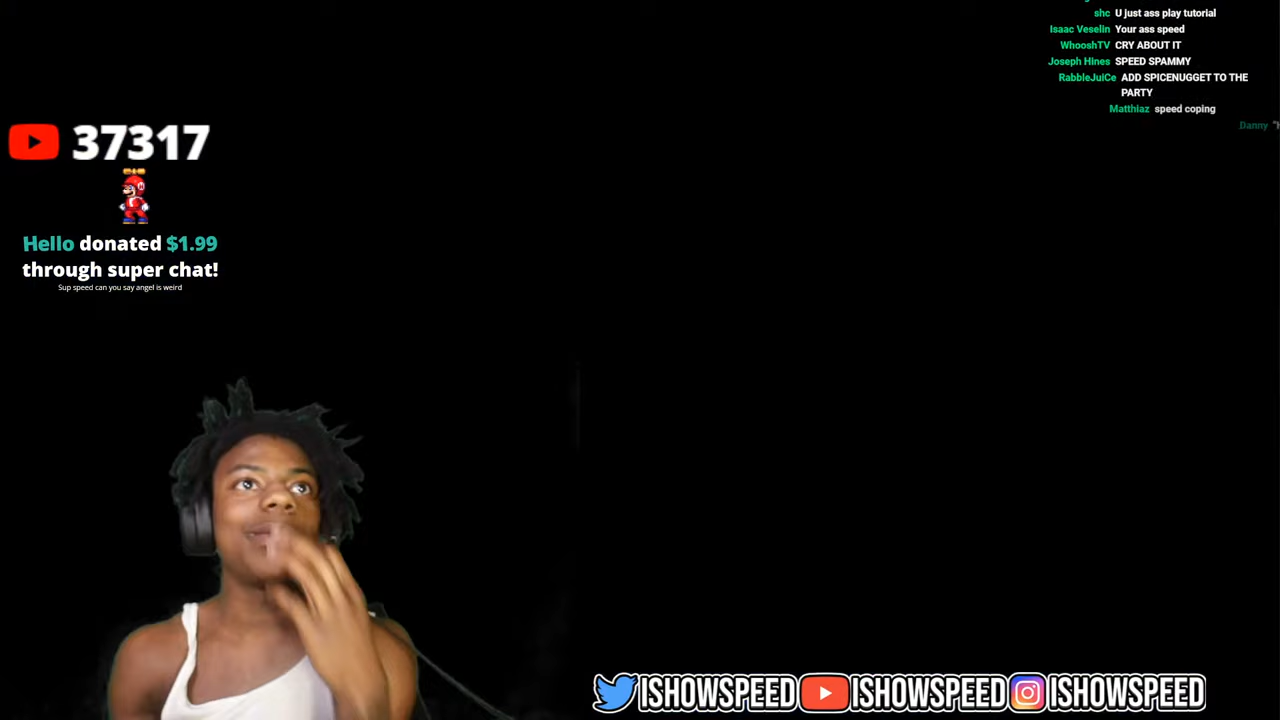 shc U just ass play tutorial
Isaac Veselin Your ass speed
WhooshTV CRY ABOUT IT
Joseph Hines SPEED SPAMMY
RabbleJuiCe ADD SPICENUGGET TO THE
PARTY
Matthiaz speed coping
Danny
37317
Hello donated $1.99
through super chat!
Sup speed can you say angel is weird
ISHOWSPEED ISHOWSPEED ISHOWSPEED